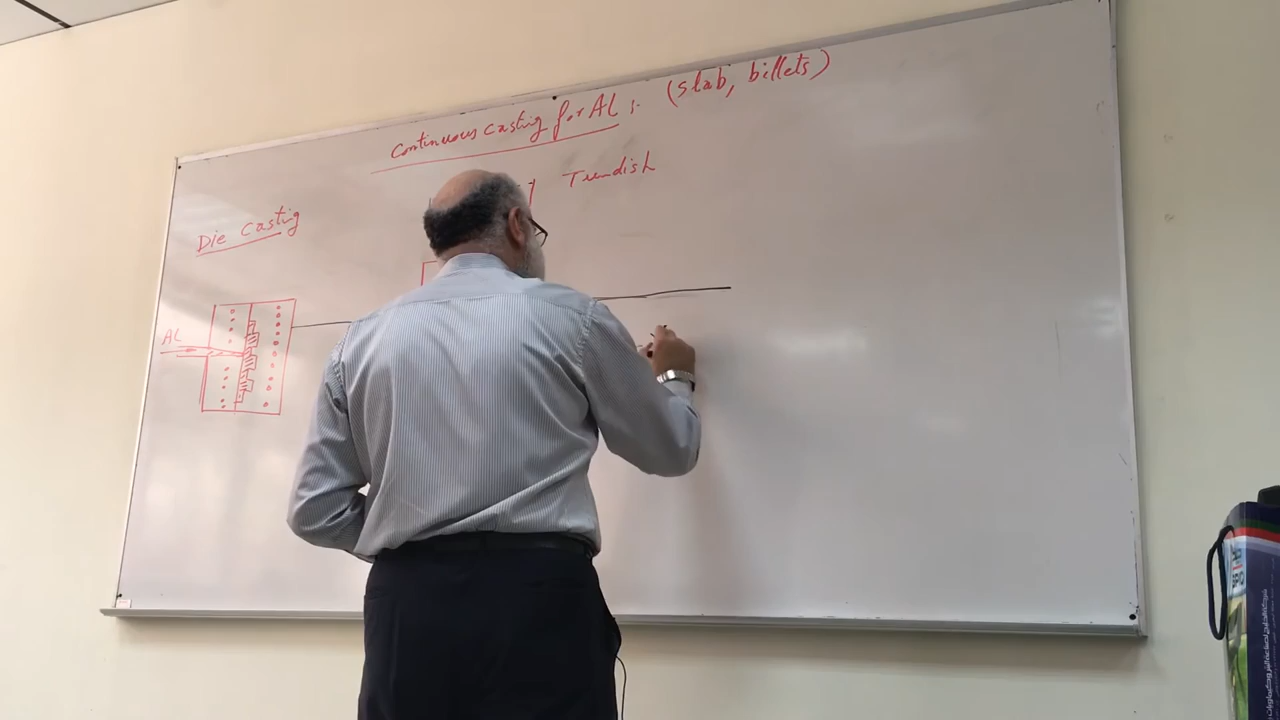 Continuous casting for AL :- (slab, billets)
Tundish
Die casting
AL